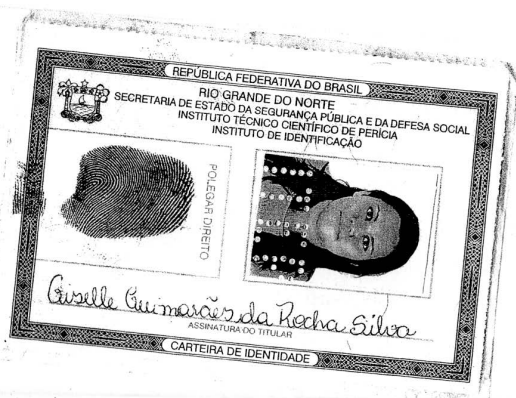 REPÚBLICA FEDERATIVA DO BRASIL
RIO GRANDE DO NORTE
SECRETARIA DE ESTADO DA SEGURANÇA PÚBLICA E DA DEFESA SOCIAL
INSTITUTO TÉCNICO CIENTÍFICO DE PERÍCIA
INSTITUTO DE IDENTIFICAÇÃO
POLEGAR DIREITO
Giselle Guimarães da Rocha Silva
ASSINATURA DO TITULAR
CARTEIRA DE IDENTIDADE